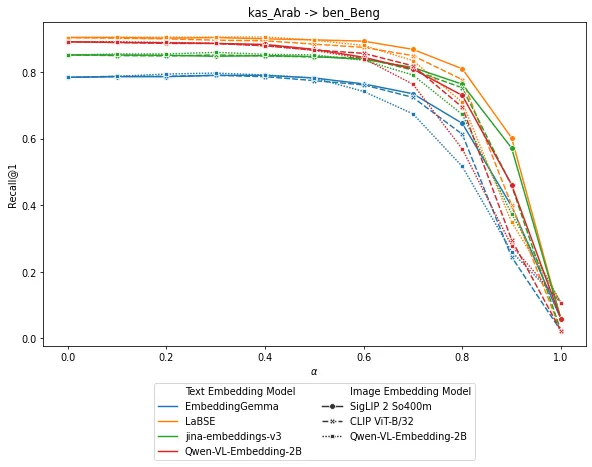 kas_Arab -> ben_Beng
Recall@1
0.8
0.6
0.4
0.2
0.0
0.0 0.2 0.4 0.6 0.8 1.0
α
Text Embedding Model Image Embedding Model
EmbeddingGemma SigLIP 2 So400m
LaBSE CLIP ViT-B/32
jina-embeddings-v3 Qwen-VL-Embedding-2B
Qwen-VL-Embedding-2B